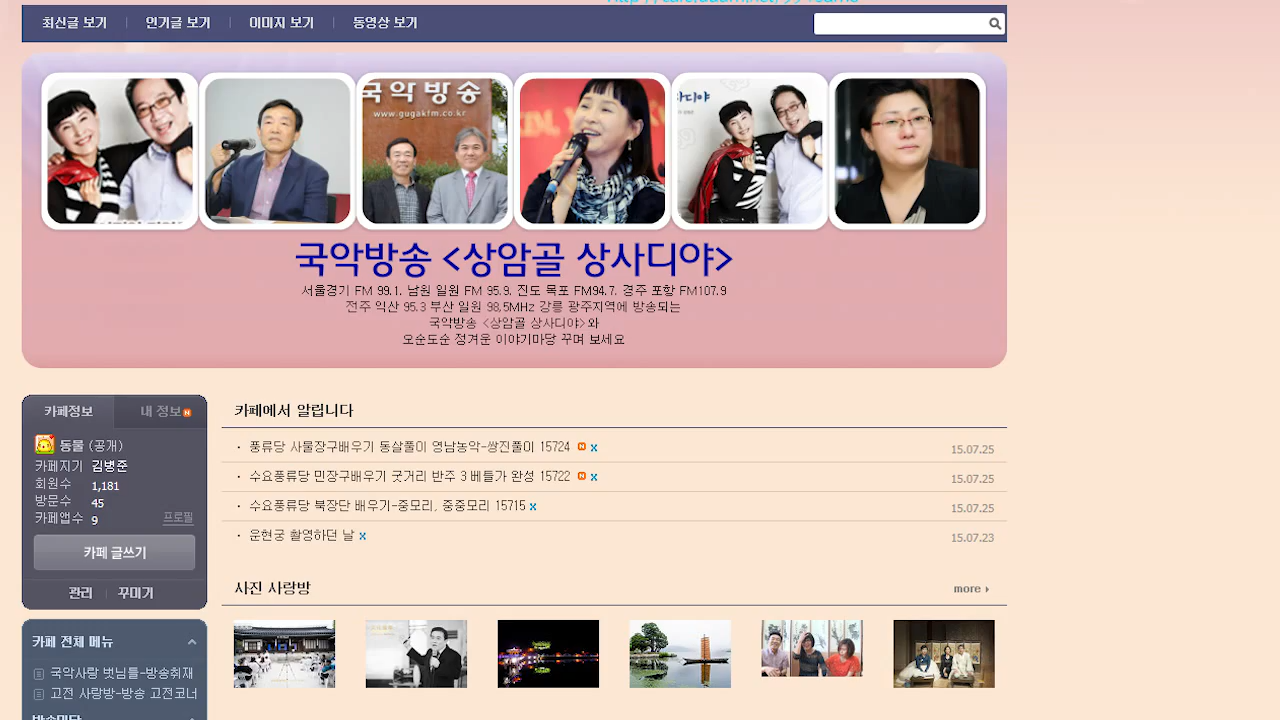 최신글 보기 | 인기글 보기 | 이미지 보기 | 동영상 보기
국악방송
www.gugakfm.co.kr
사디야
국악방송 <상암골 상사디야>
서울경기 FM 99.1, 남원 일원 FM 95.9, 진도 목포 FM94.7, 경주 포항 FM107.9
전주 익산 95.3 부산 일원 98,5MHz 강릉 광주지역에 방송되는
국악방송 <상암골 상사디야>와
오순도순 정겨운 이야기마당 꾸며 보세요
카페정보 내 정보 N
동물 (공개)
카페지기 김병준
회원수 1,181
방문수 45
카페앱수 9 프로필
카페 글쓰기
관리 | 꾸미기
카페 전체 메뉴
국악사랑 벗님들-방송취재
고전 사랑방-방송 고전코너
방송마당
카페에서 알립니다
· 풍류당 사물장구배우기 동살풀이 영남농악-쌍진풀이 15724 N 15.07.25
· 수요풍류당 민장구배우기 굿거리 반주 3 베틀가 완성 15722 N 15.07.25
· 수요풍류당 북장단 배우기-중모리, 중중모리 15715 15.07.25
· 운현궁 촬영하던 날 15.07.23
사진 사랑방 more